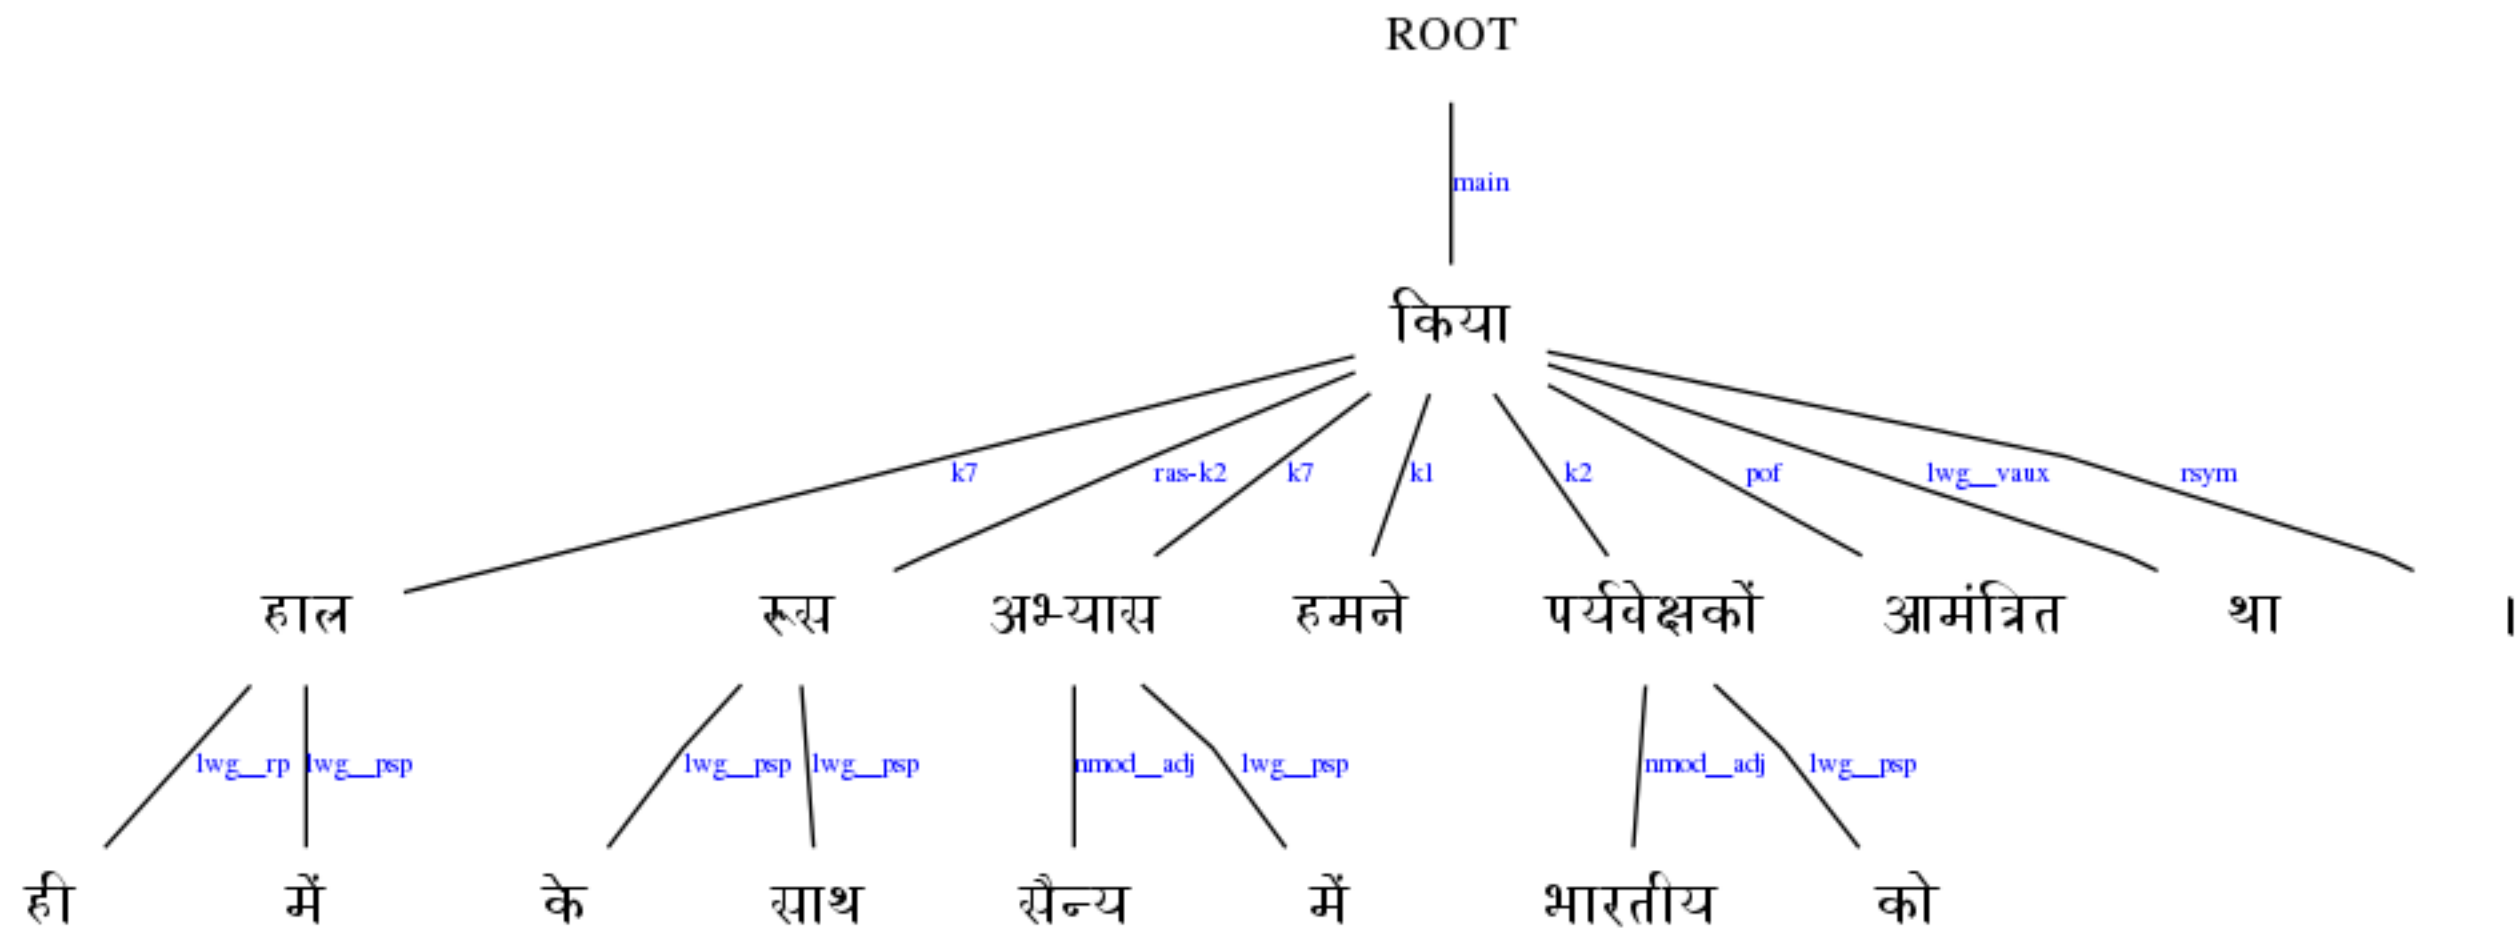 ROOT
main
किया
k7 ras-k2 k7 k1 k2 pof lwg__vaux rsym
हाल रूस अभ्यास हमने पर्यवेक्षकों आमंत्रित था ।
lwg__rp lwg__psp lwg__psp lwg__psp nmod__adj lwg__psp nmod__adj lwg__psp
ही में के साथ सैन्य में भारतीय को